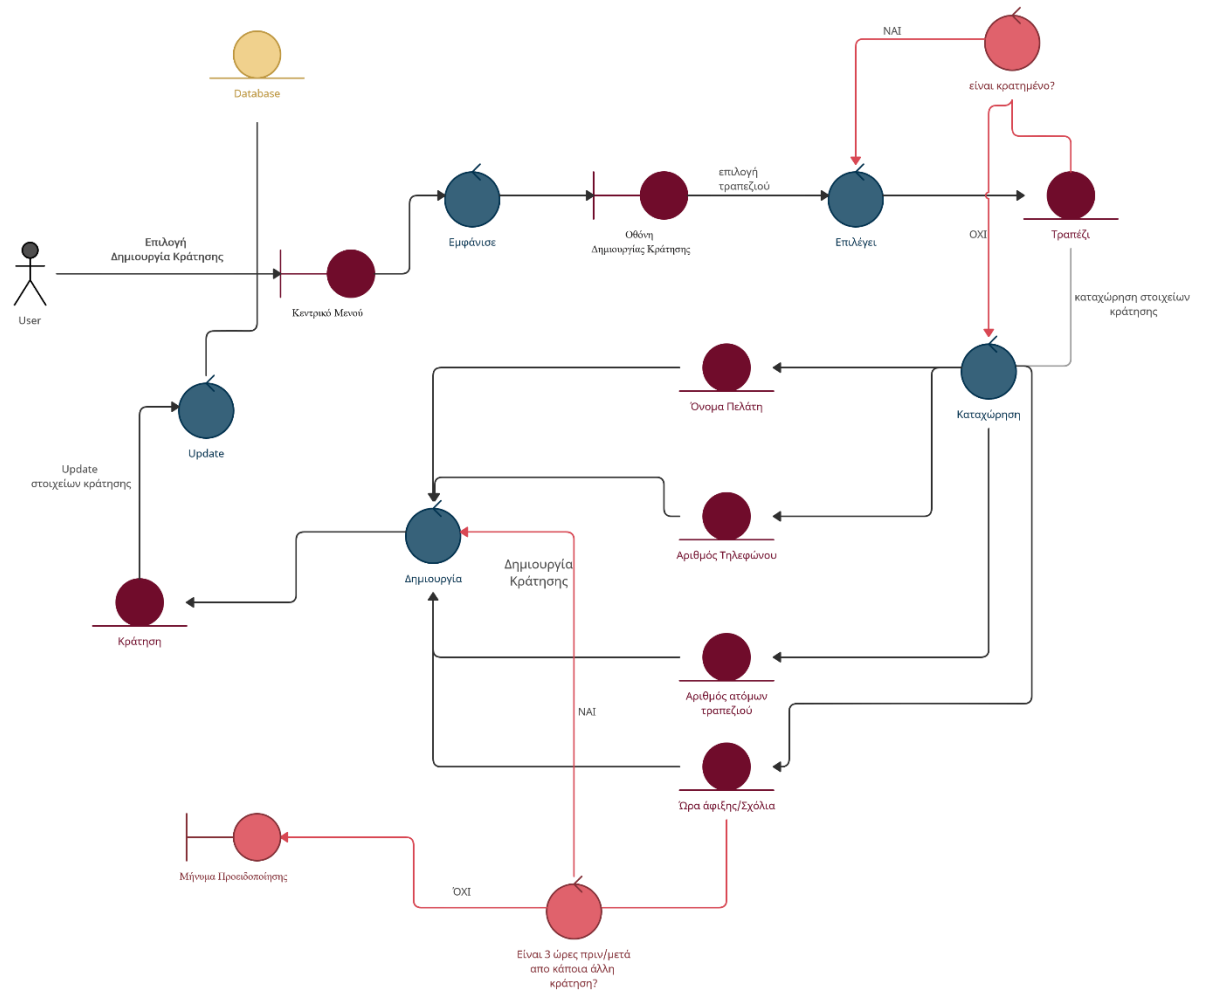 ΝΑΙ
είναι κρατημένο?
Database
επιλογή
τραπεζιού
Εμφάνισε
Οθόνη
Δημιουργίας Κράτησης
Επιλέγει
ΟΧΙ
Τραπέζι
Επιλογή
Δημιουργία Κράτησης
User
Κεντρικό Μενού
καταχώρηση στοιχείων
κράτησης
Όνομα Πελάτη
Καταχώρηση
Update
Update
στοιχείων κράτησης
Αριθμός Τηλεφώνου
Δημιουργία
Δημιουργία
Κράτησης
Κράτηση
Αριθμός ατόμων
τραπεζιού
ΝΑΙ
Ώρα άφιξης/Σχόλια
Μήνυμα Προειδοποίησης
ΌΧΙ
Είναι 3 ώρες πριν/μετά
απο κάποια άλλη
κράτηση?